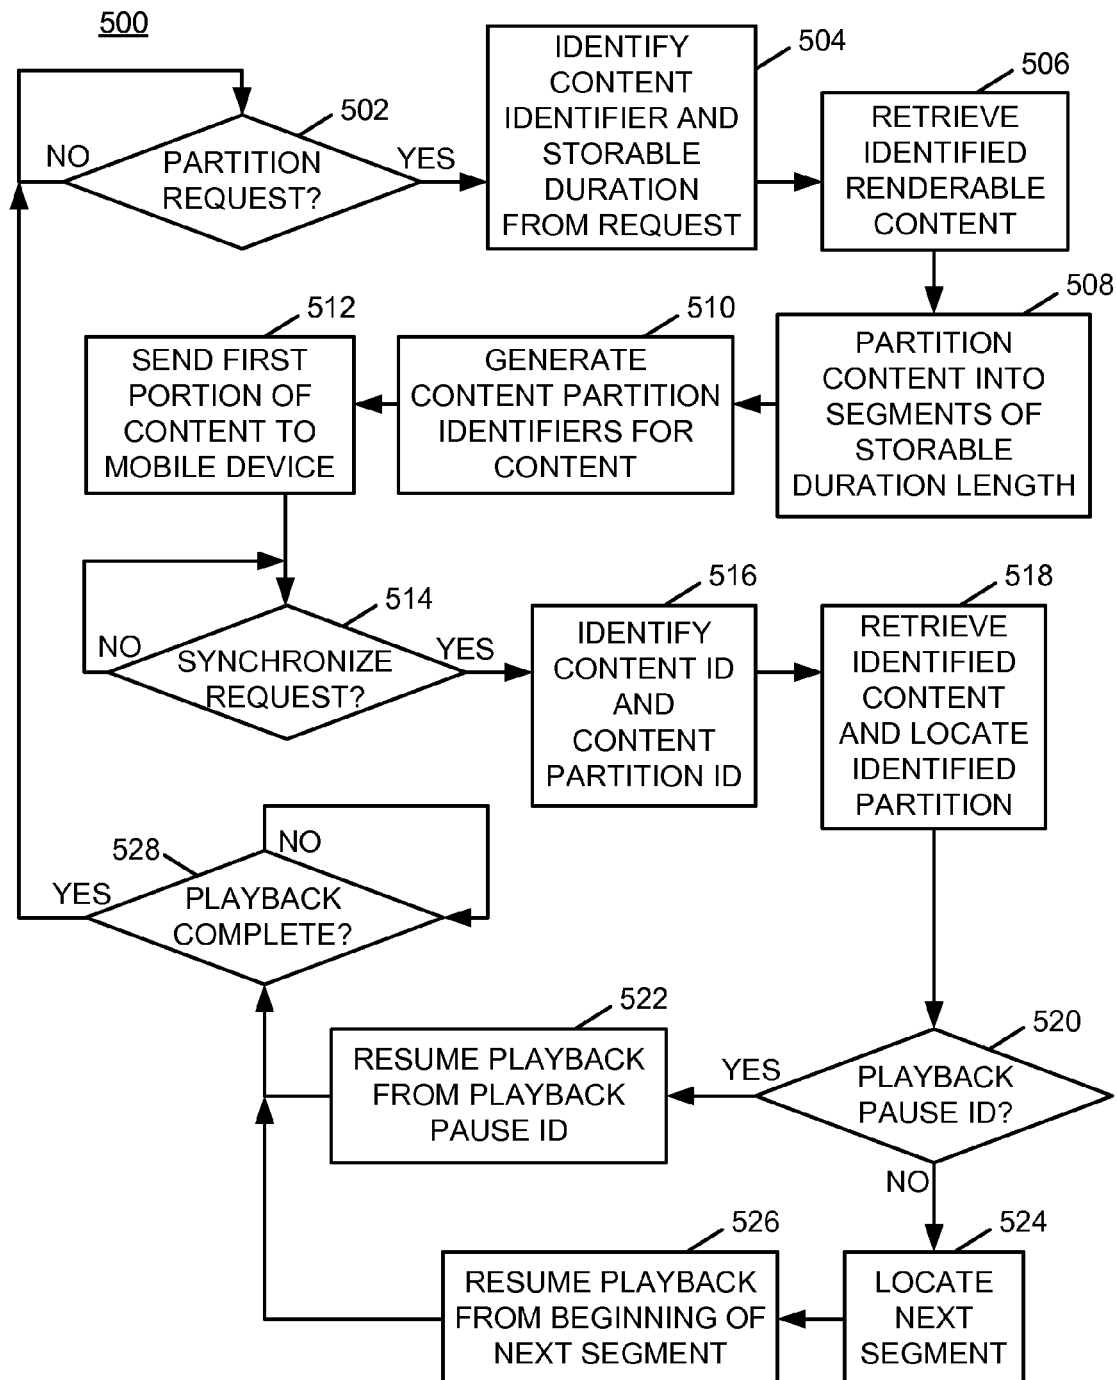 500
502
NO
PARTITION
REQUEST?
YES
504
IDENTIFY
CONTENT
IDENTIFIER AND
STORABLE
DURATION
FROM REQUEST
506
RETRIEVE
IDENTIFIED
RENDERABLE
CONTENT
508
PARTITION
CONTENT INTO
SEGMENTS OF
STORABLE
DURATION LENGTH
510
GENERATE
CONTENT PARTITION
IDENTIFIERS FOR
CONTENT
512
SEND FIRST
PORTION OF
CONTENT TO
MOBILE DEVICE
514
NO
SYNCHRONIZE
REQUEST?
YES
516
IDENTIFY
CONTENT ID
AND
CONTENT
PARTITION ID
518
RETRIEVE
IDENTIFIED
CONTENT
AND LOCATE
IDENTIFIED
PARTITION
520
YES
PLAYBACK
PAUSE ID?
NO
522
RESUME PLAYBACK
FROM PLAYBACK
PAUSE ID
524
LOCATE
NEXT
SEGMENT
526
RESUME PLAYBACK
FROM BEGINNING OF
NEXT SEGMENT
528
NO
YES
PLAYBACK
COMPLETE?